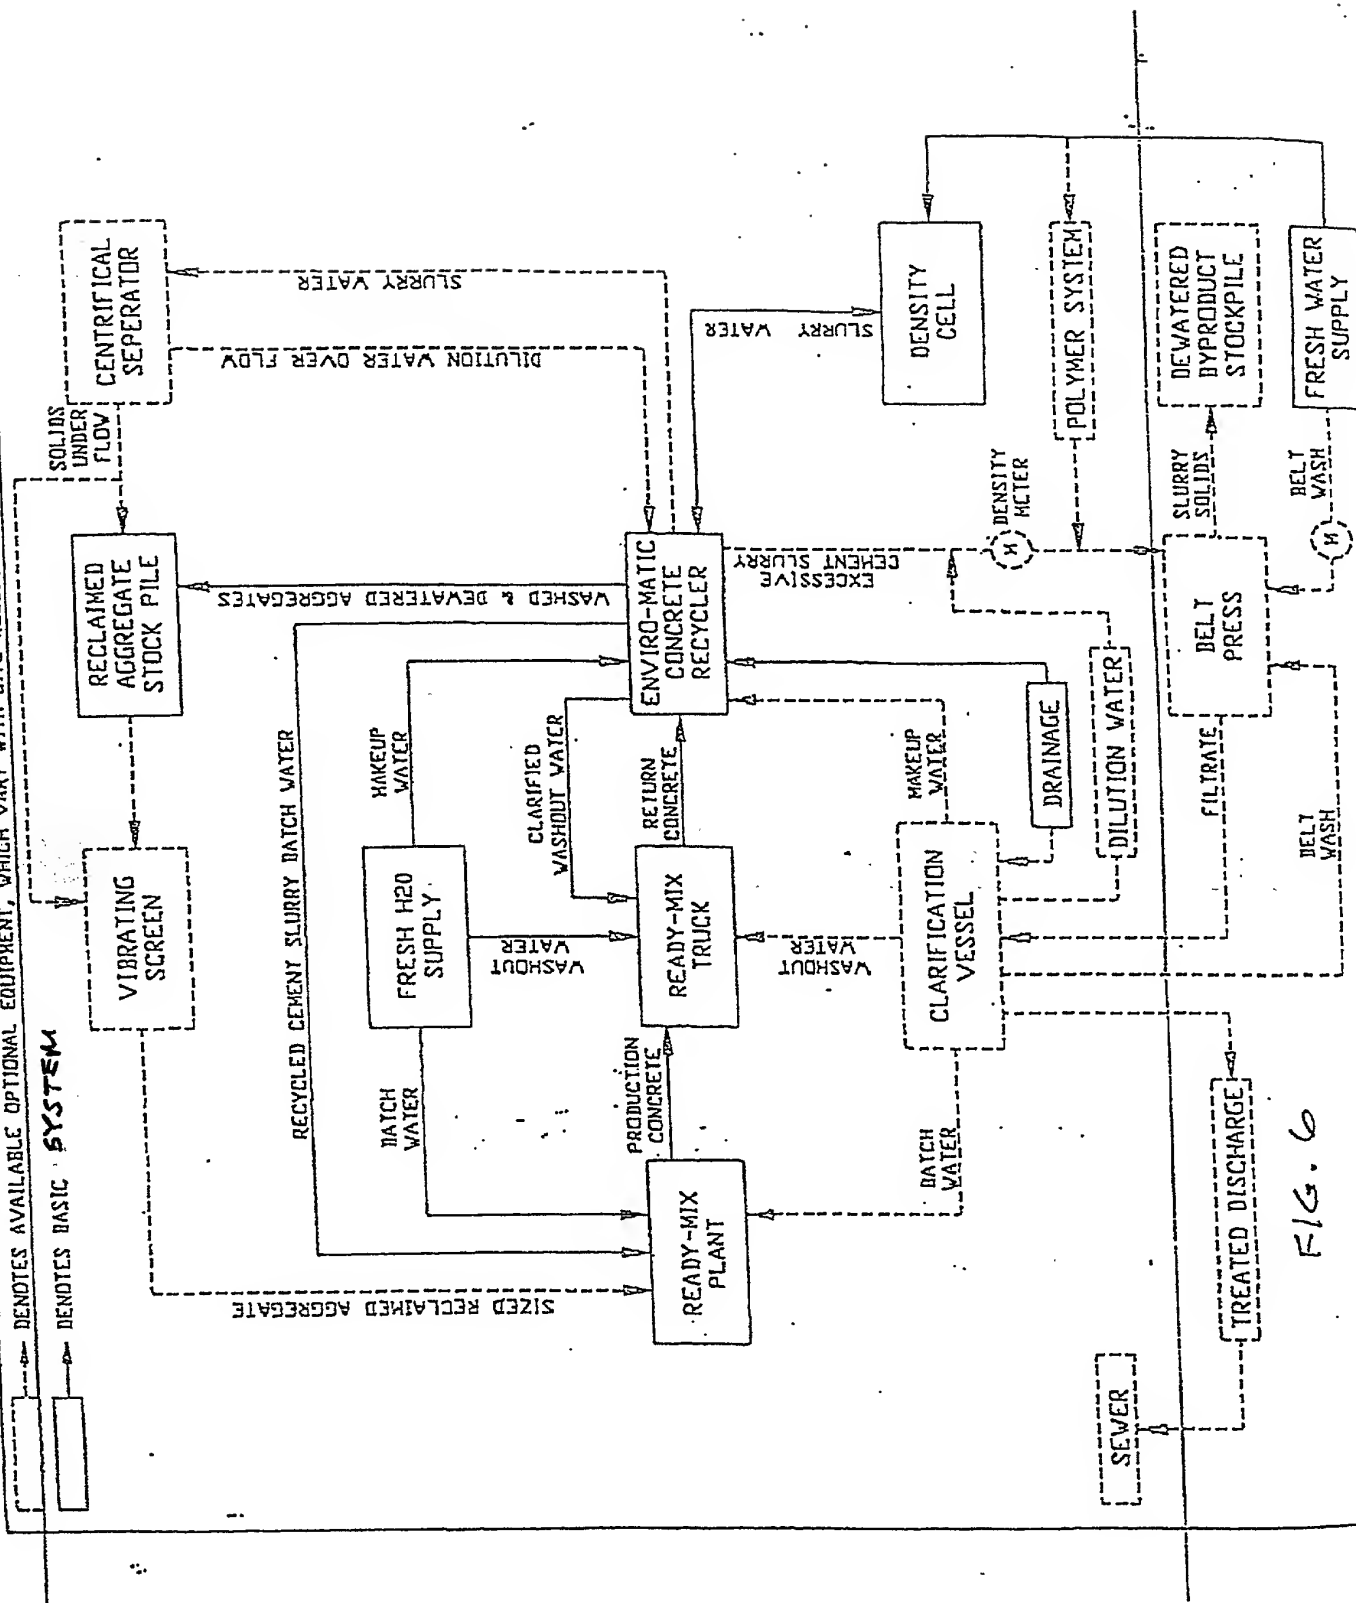 DENOTES AVAILABLE OPTIONAL EQUIPMENT, WHICH VARY WITH
DENOTES BASIC SYSTEM
VIBRATING
SCREEN
RECLAIMED
AGGREGATE
STOCK PILE
SOLIDS
UNDER
FLOW
CENTRIFICAL
SEPERATOR
SIZED RECLAIMED AGGREGATE
RECYCLED CEMENT SLURRY BATCH WATER
WASHED & DEWATERED AGGREGATES
DILUTION WATER OVER FLOW
SLURRY WATER
BATCH
WATER
FRESH H2O
SUPPLY
MAKEUP
WATER
WASHOUT
WATER
CLARIFIED
WASHOUT WATER
READY-MIX
PLANT
PRODUCTION
CONCRETE
READY-MIX
TRUCK
RETURN
CONCRETE
ENVIRO-MATIC
CONCRETE
RECYCLER
SLURRY WATER
DENSITY
CELL
WASHOUT
WATER
BATCH
WATER
CLARIFICATION
VESSEL
MAKEUP
WATER
EXCESSIVE
CEMENT SLURRY
DRAINAGE
DENSITY
METER
M
POLYMER SYSTEM
DILUTION WATER
SEWER
TREATED DISCHARGE
FILTRATE
BELT
PRESS
SLURRY
SOLIDS
DEWATERED
BYPRODUCT
STOCKPILE
BELT
WASH
BELT
WASH
M
FRESH WATER
SUPPLY
FIG. 6